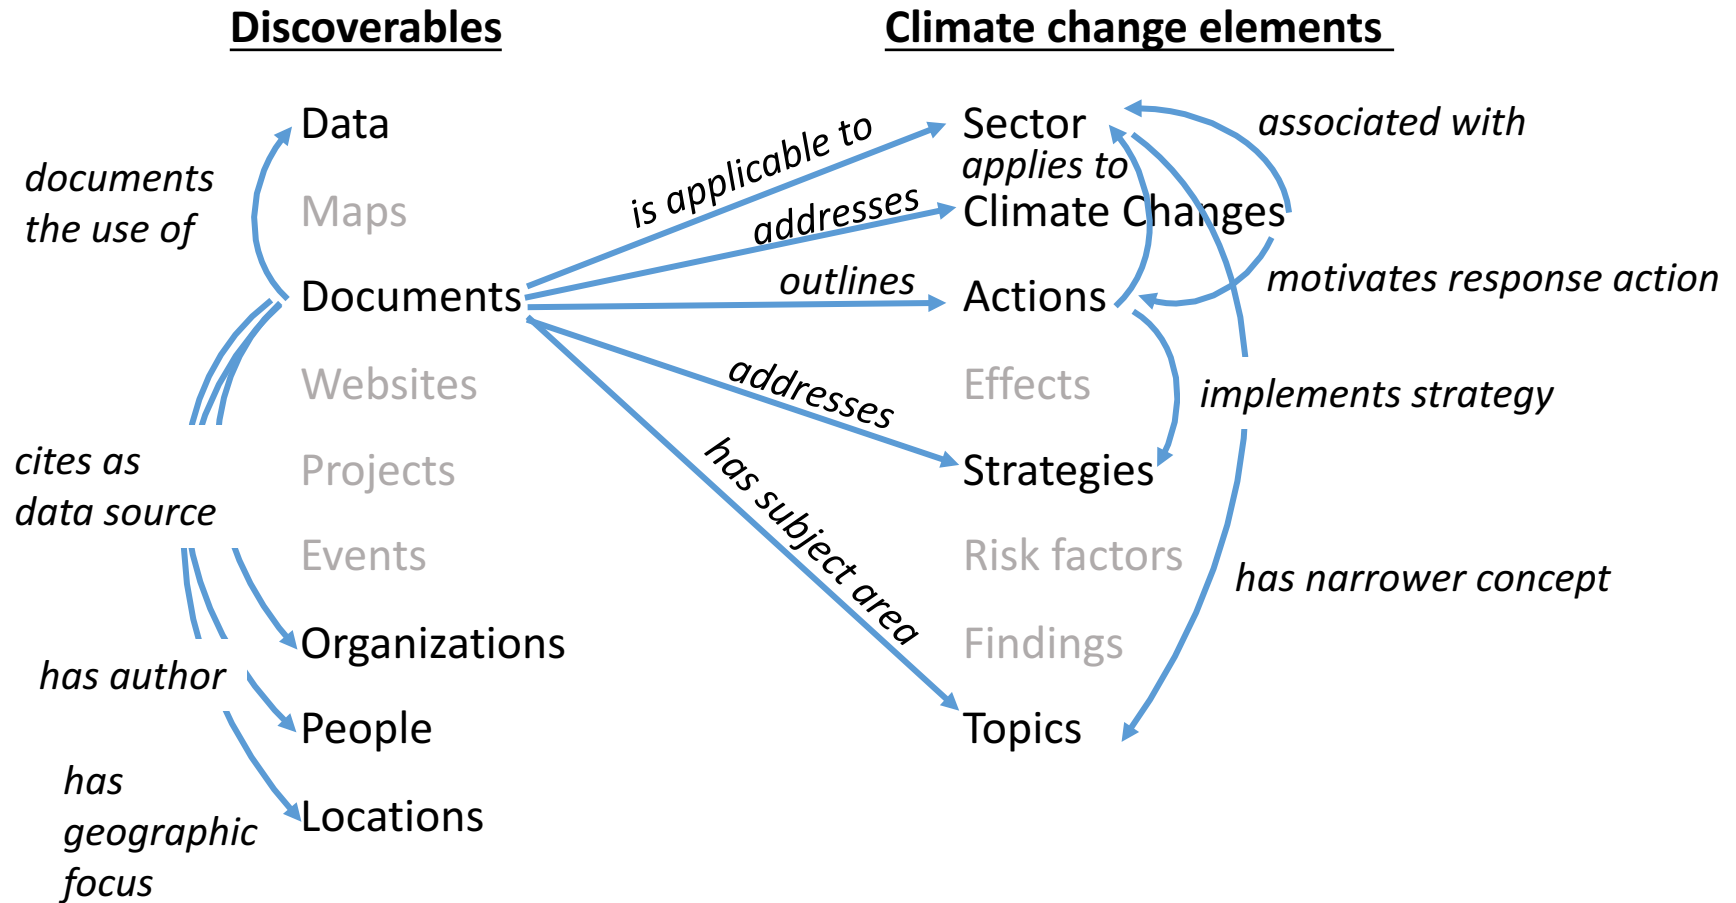 Discoverables
Climate change elements
Data
Maps
Documents
Websites
Projects
Events
Organizations
People
Locations
documents
the use of
cites as
data source
has author
has
geographic
focus
is applicable to
addresses
outlines
addresses
has subject area
Sector
applies to
Climate Changes
Actions
Effects
Strategies
Risk factors
Findings
Topics
associated with
motivates response action
implements strategy
has narrower concept